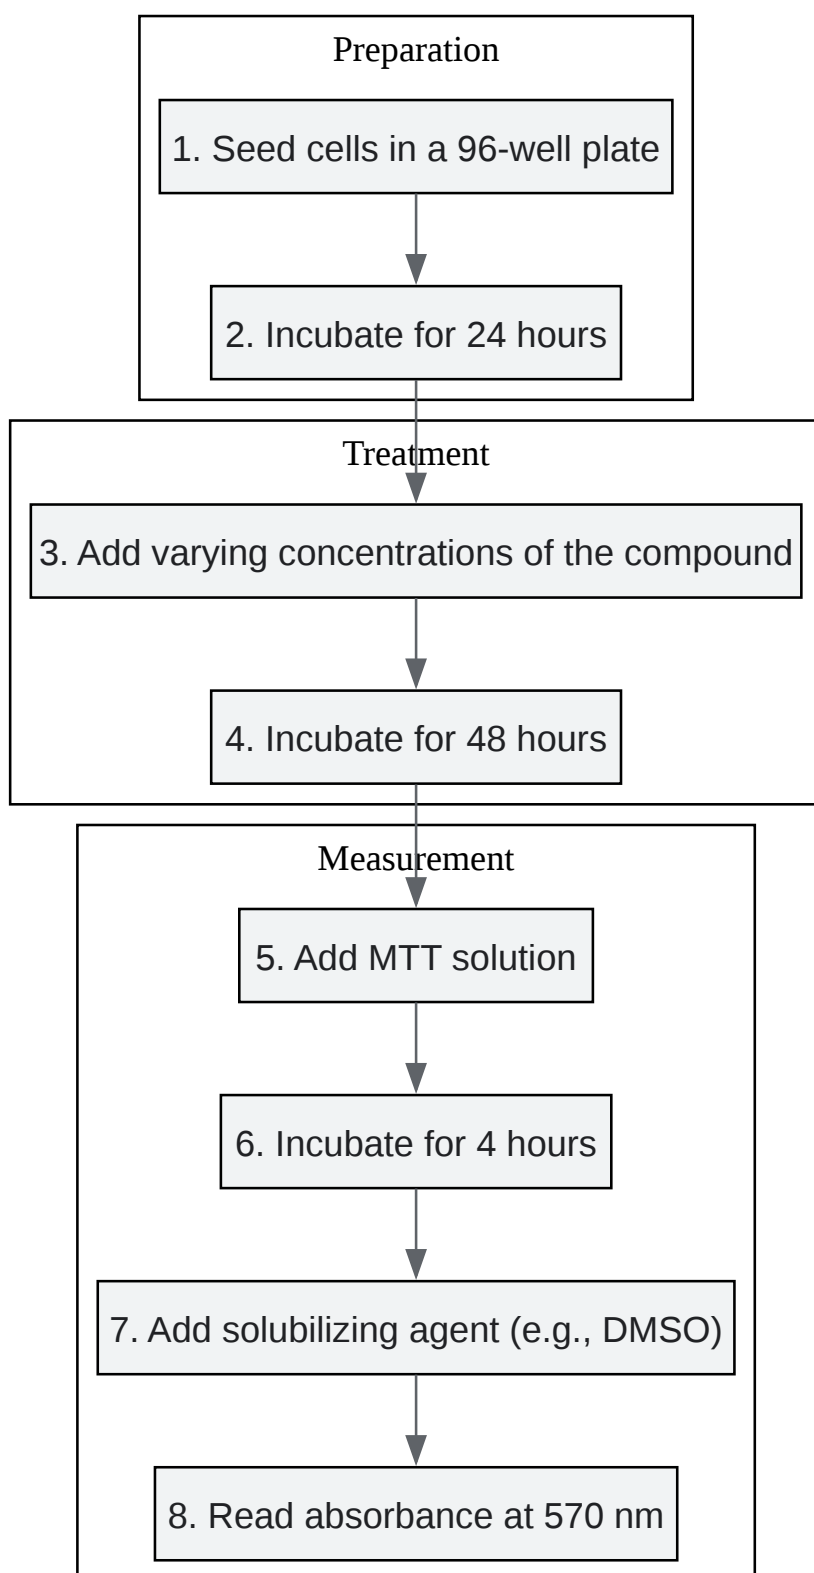 Preparation
1. Seed cells in a 96-well plate
2. Incubate for 24 hours
Treatment
3. Add varying concentrations of the compound
4. Incubate for 48 hours
Measurement
5. Add MTT solution
6. Incubate for 4 hours
7. Add solubilizing agent (e.g., DMSO)
8. Read absorbance at 570 nm